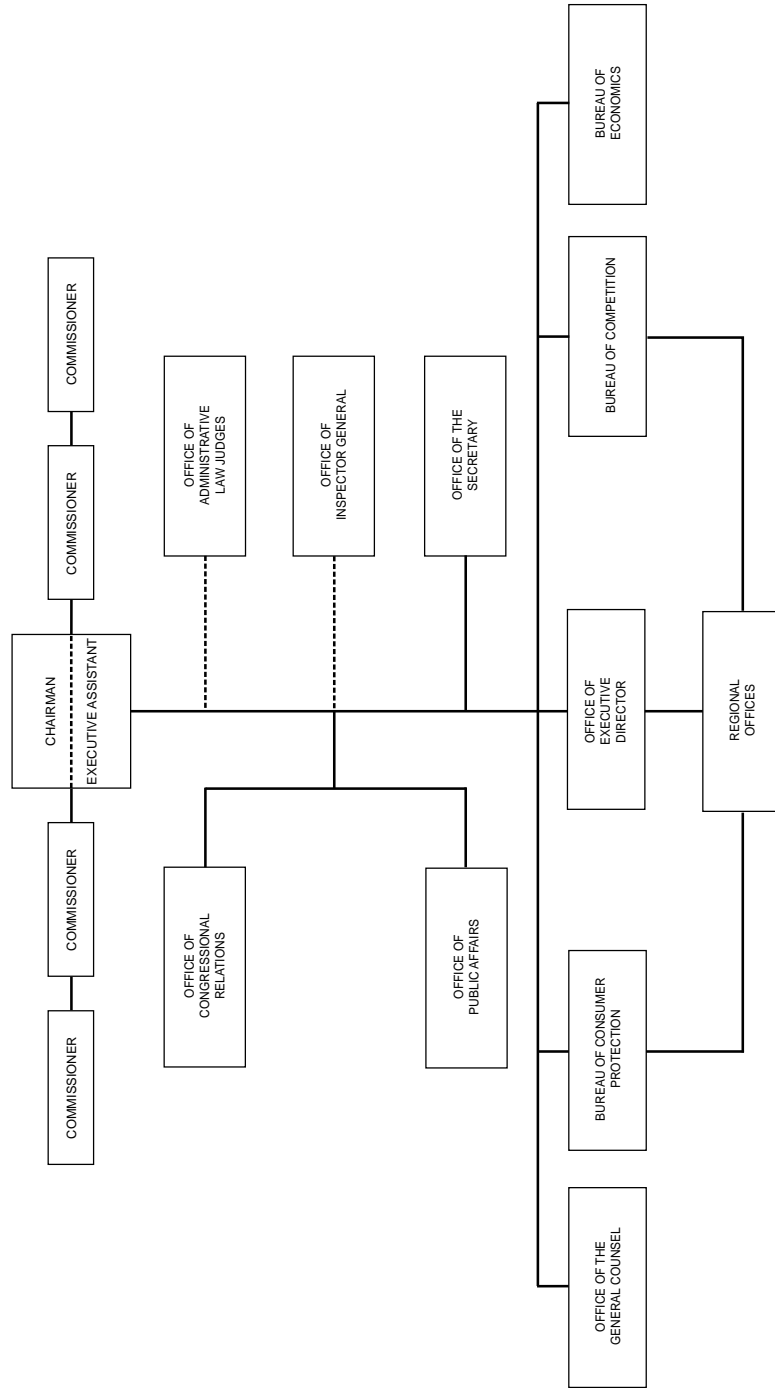 COMMISSIONER
COMMISSIONER
CHAIRMAN
EXECUTIVE ASSISTANT
COMMISSIONER
COMMISSIONER
OFFICE OF
CONGRESSIONAL
RELATIONS
OFFICE OF
ADMINISTRATIVE
LAW JUDGES
OFFICE OF
INSPECTOR GENERAL
OFFICE OF
PUBLIC AFFAIRS
OFFICE OF THE
SECRETARY
OFFICE OF THE
GENERAL COUNSEL
BUREAU OF CONSUMER
PROTECTION
OFFICE OF
EXECUTIVE
DIRECTOR
BUREAU OF COMPETITION
BUREAU OF
ECONOMICS
REGIONAL
OFFICES